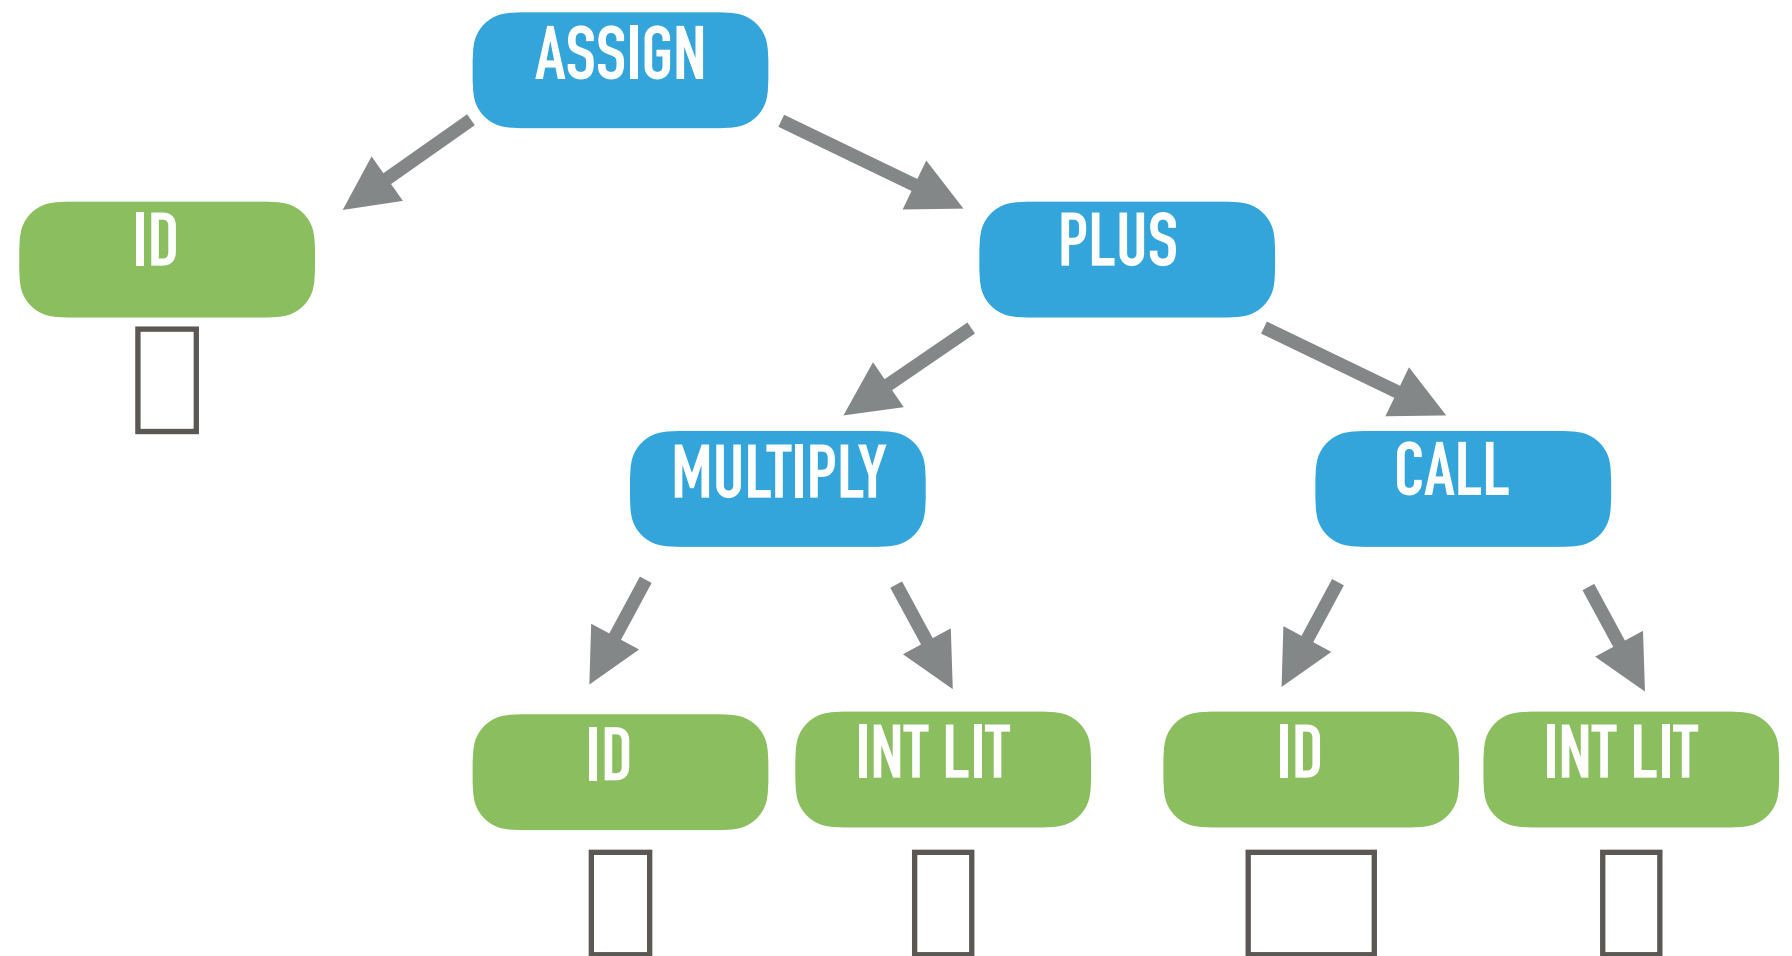 ASSIGN
ID
PLUS
MULTIPLY
CALL
ID
INT LIT
ID
INT LIT